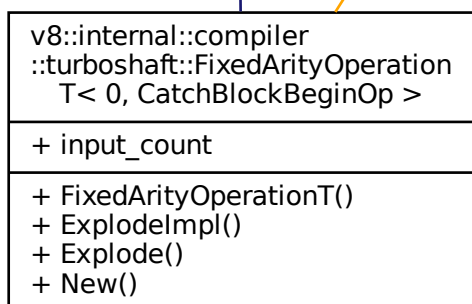 v8::internal::compiler
::turboshaft::FixedArityOperation
T< 0, CatchBlockBeginOp >
+ input_count
+ FixedArityOperationT()
+ ExplodeImpl()
+ Explode()
+ New()